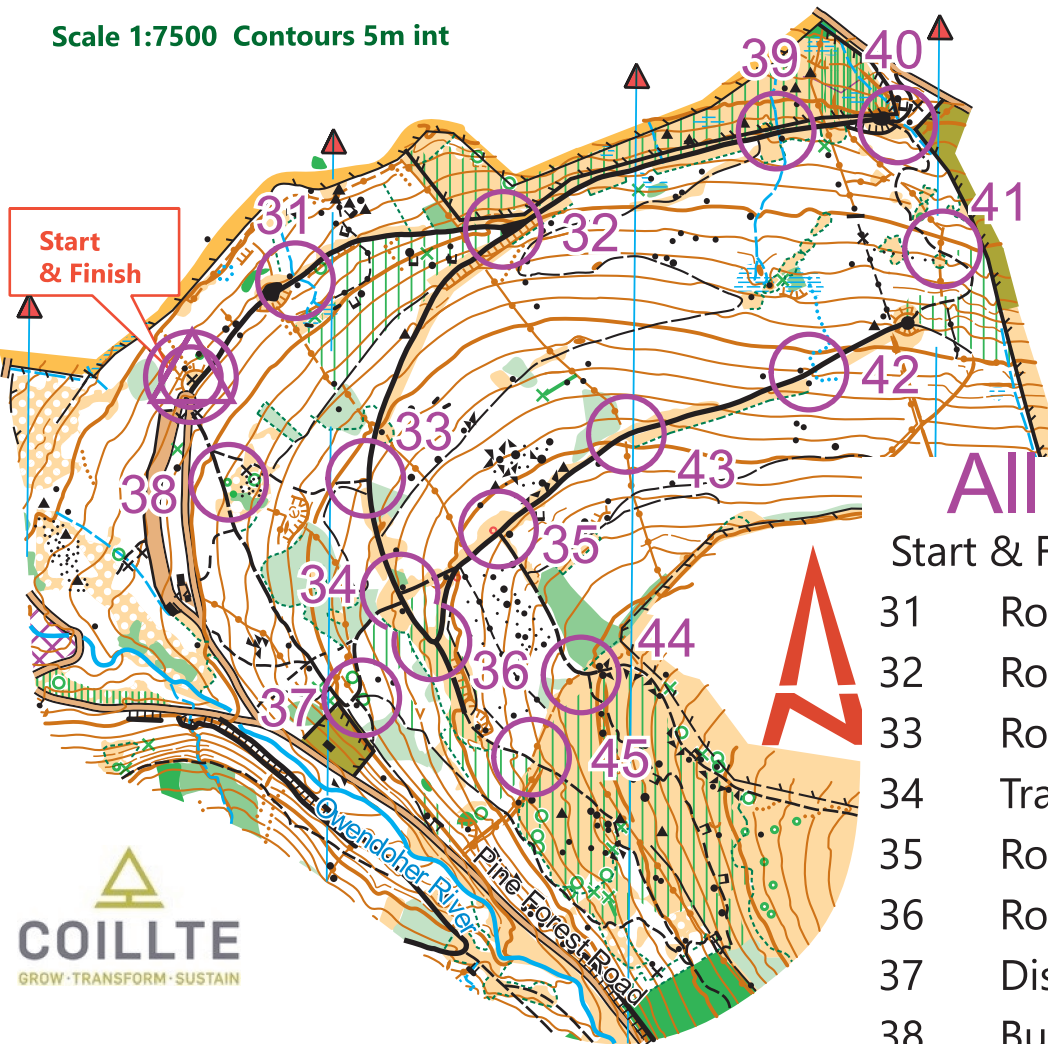 Scale 1:7500 Contours 5m int
39
40
31
41
32
Start
& Finish
42
33
43
38
35
34
44
36
37
45
Owendoher River
Pine Forest Road
COILLTE
GROW·TRANSFORM·SUSTAIN
All
Start & F
31 Ro
32 Ro
33 Ro
34 Tra
35 Ro
36 Ro
37 Dis
38 Bu